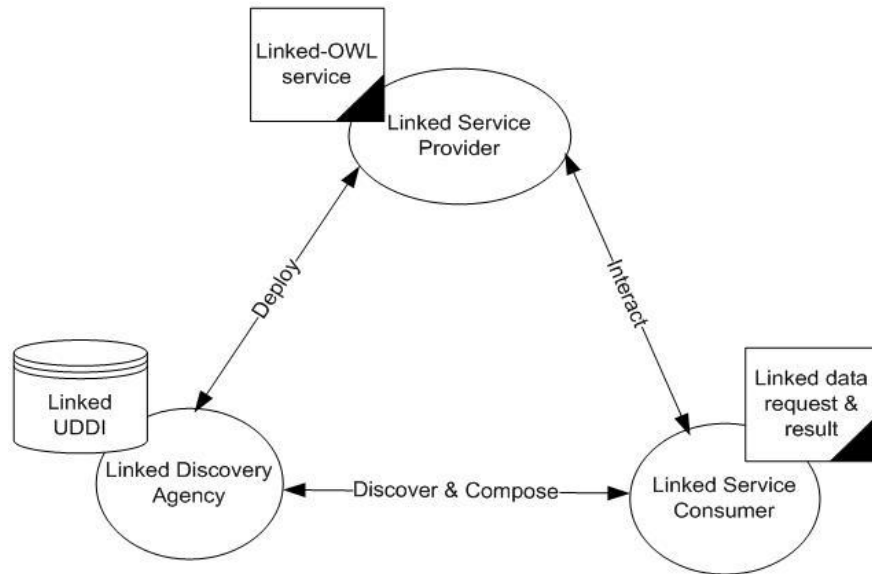 Linked-OWL
service
Linked Service
Provider
Deploy
Interact
Linked
UDDI
Linked Discovery
Agency
Discover & Compose
Linked data
request &
result
Linked Service
Consumer